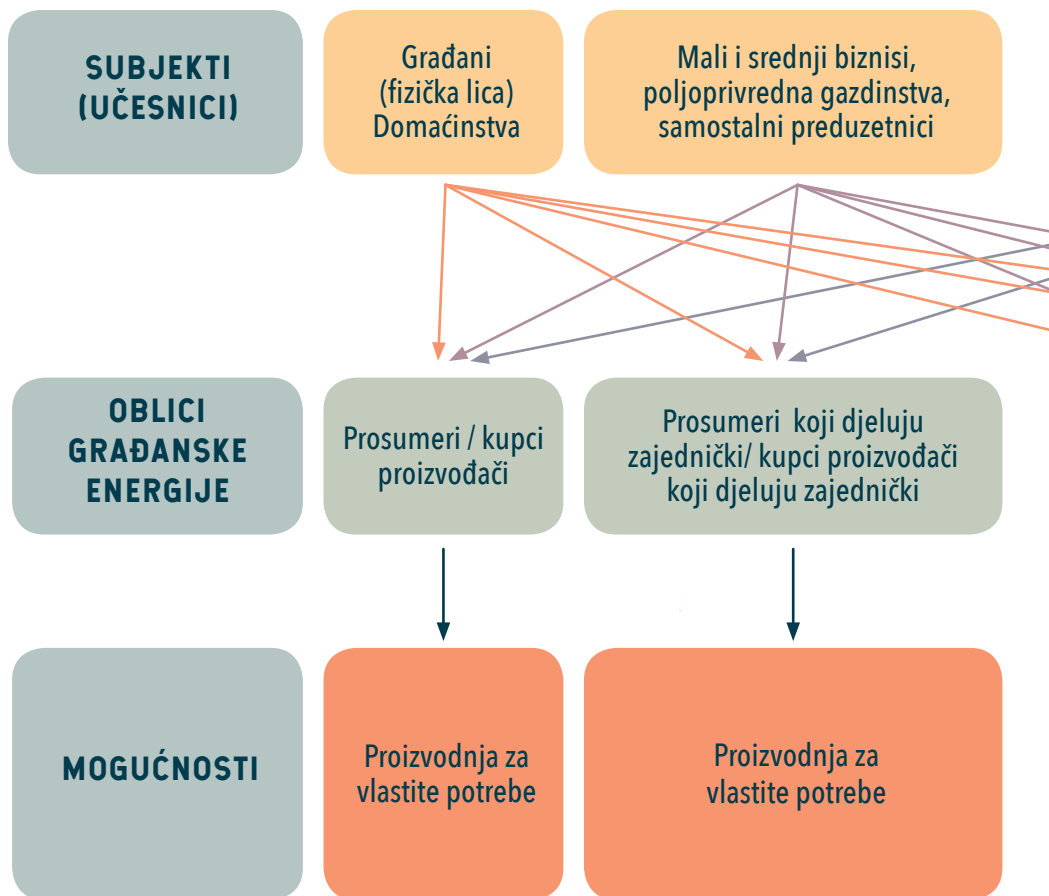 SUBJEKTI
(UČESNICI)
Građani
(fizička lica)
Domaćinstva
Mali i srednji biznisi,
poljoprivredna gazdinstva,
samostalni preduzetnici
OBLICI
GRAĐANSKE
ENERGIJE
Prosumeri / kupci
proizvođači
Prosumeri koji djeluju
zajednički/ kupci proizvođači
koji djeluju zajednički
MOGUĆNOSTI
Proizvodnja za
vlastite potrebe
Proizvodnja za
vlastite potrebe